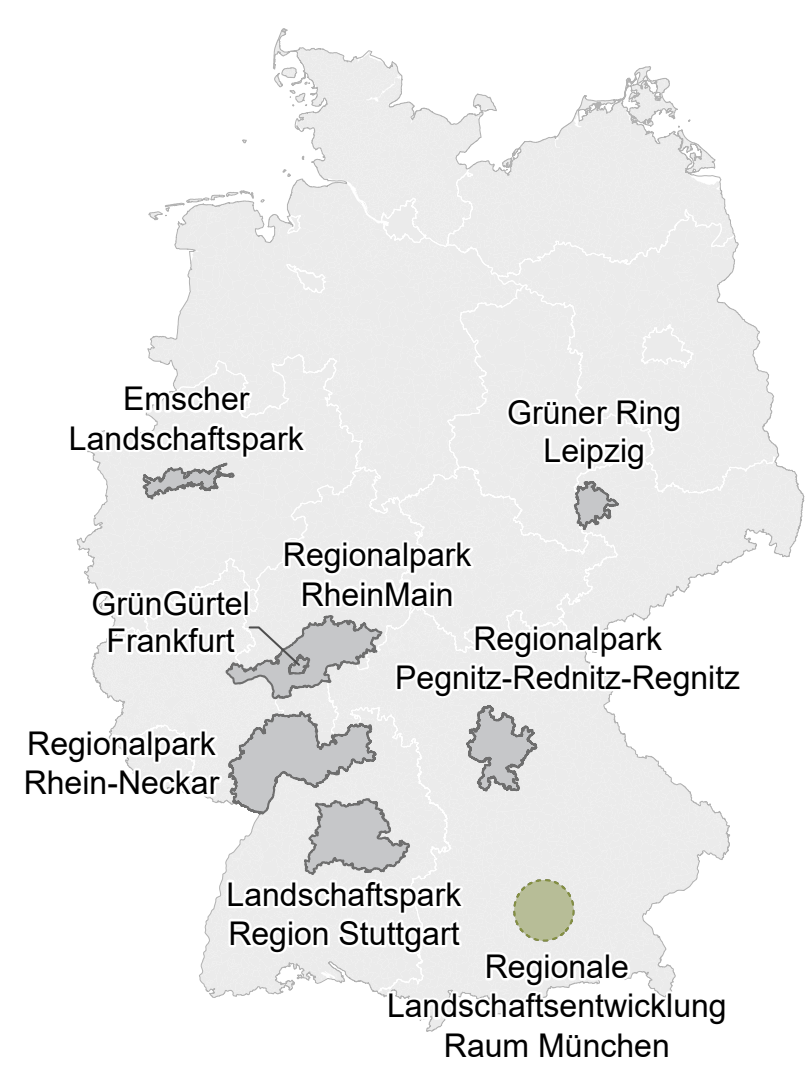 Emscher
Landschaftspark
Grüner Ring
Leipzig
Regionalpark
RheinMain
GrünGürtel
Frankfurt
Regionalpark
Pegnitz-Rednitz-Regnitz
Regionalpark
Rhein-Neckar
Landschaftspark
Region Stuttgart
Regionale
Landschaftsentwicklung
Raum München